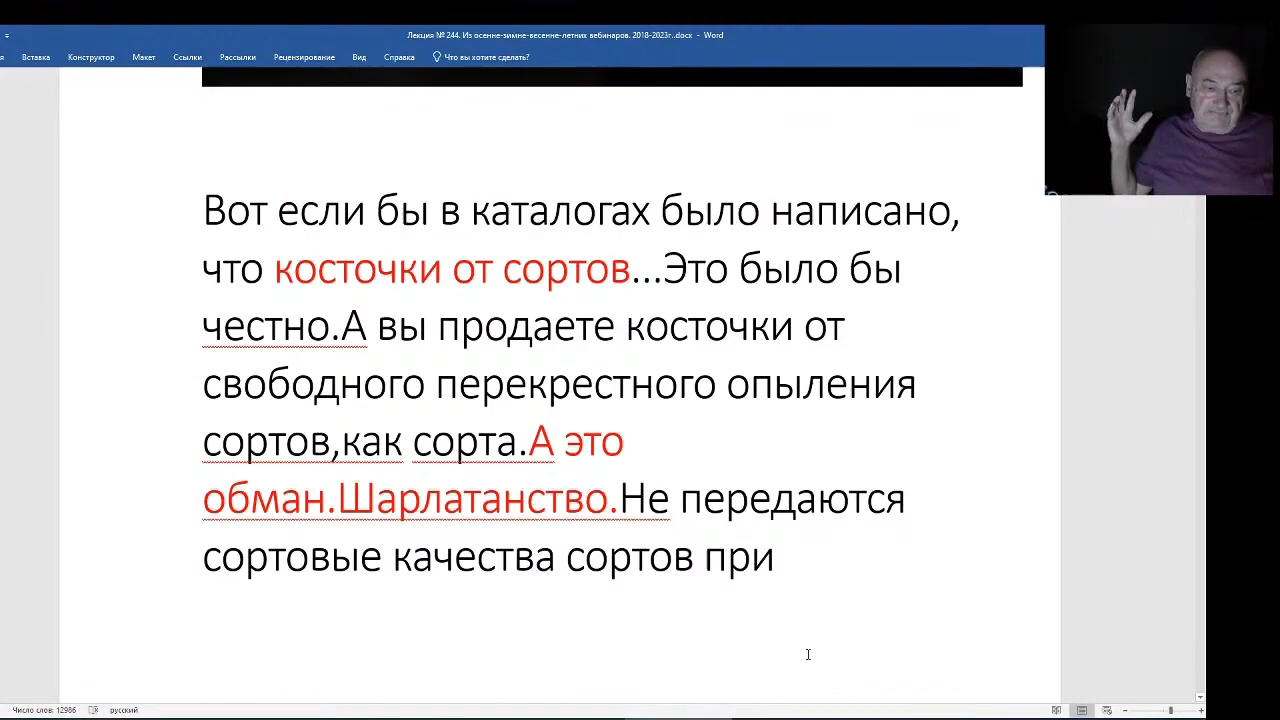 Лекция № 244. Из осенне-зимне-весенне-летних вебинаров. 2018-2023г..docx - Word
Вставка Конструктор Макет Ссылки Рассылки Рецензирование Вид Справка Что вы хотите сделать?
Вот если бы в каталогах было написано,
что косточки от сортов...Это было бы
честно.А вы продаете косточки от
свободного перекрестного опыления
сортов,как сорта.А это
обман.Шарлатанство.Не передаются
сортовые качества сортов при
Число слов: 12986 русский